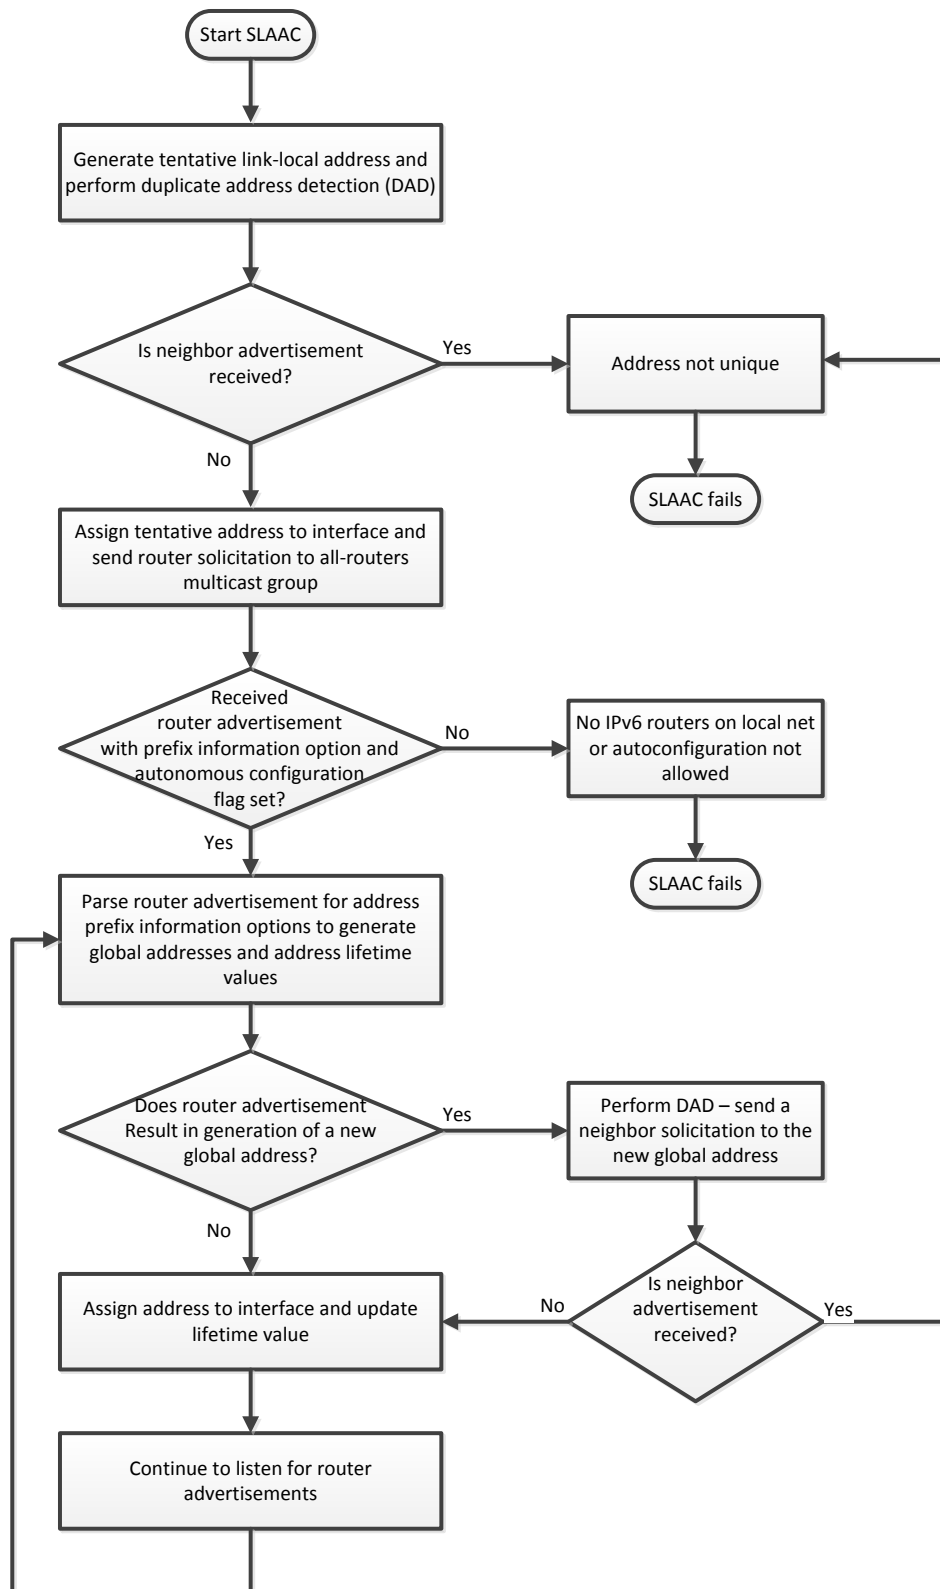 Start SLAAC
Generate tentative link-local address and
perform duplicate address detection (DAD)
Is neighbor advertisement
received?
Yes
Address not unique
No
SLAAC fails
Assign tentative address to interface and
send router solicitation to all-routers
multicast group
Received
router advertisement
with prefix information option and
autonomous configuration
flag set?
No
No IPv6 routers on local net
or autoconfiguration not
allowed
Yes
SLAAC fails
Parse router advertisement for address
prefix information options to generate
global addresses and address lifetime
values
Does router advertisement
Result in generation of a new
global address?
Yes
Perform DAD – send a
neighbor solicitation to the
new global address
No
Is neighbor
advertisement
received?
No
Yes
Assign address to interface and update
lifetime value
Continue to listen for router
advertisements